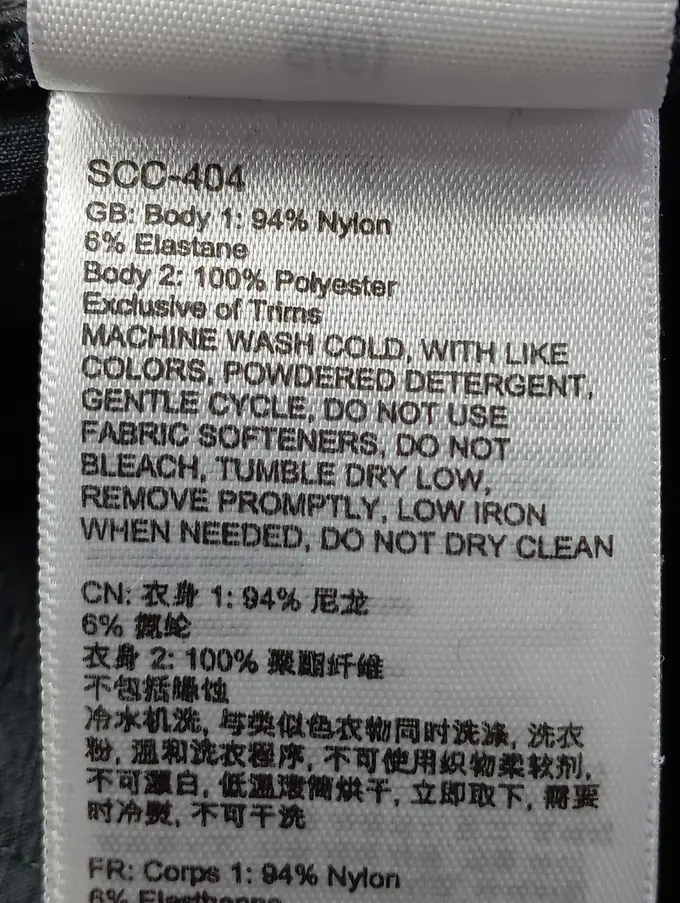 SCC-404
GB: Body 1: 94% Nylon
6% Elastane
Body 2: 100% Polyester
Exclusive of Trims
MACHINE WASH COLD, WITH LIKE
COLORS, POWDERED DETERGENT,
GENTLE CYCLE, DO NOT USE
FABRIC SOFTENERS, DO NOT
BLEACH, TUMBLE DRY LOW,
REMOVE PROMPTLY, LOW IRON
WHEN NEEDED, DO NOT DRY CLEAN
CN: 衣身 1: 94% 尼龙
6% 氨纶
衣身 2: 100% 聚酯纤维
不包括
冷水机洗, 与类似色衣物同时洗涤, 洗衣
粉, 温和洗衣程序, 不可使用织物柔软剂,
不可漂白, 低温滚筒烘干, 立即取下, 需要
时冷熨, 不可干洗
FR: Corps 1: 94% Nylon
6% Elasthanne